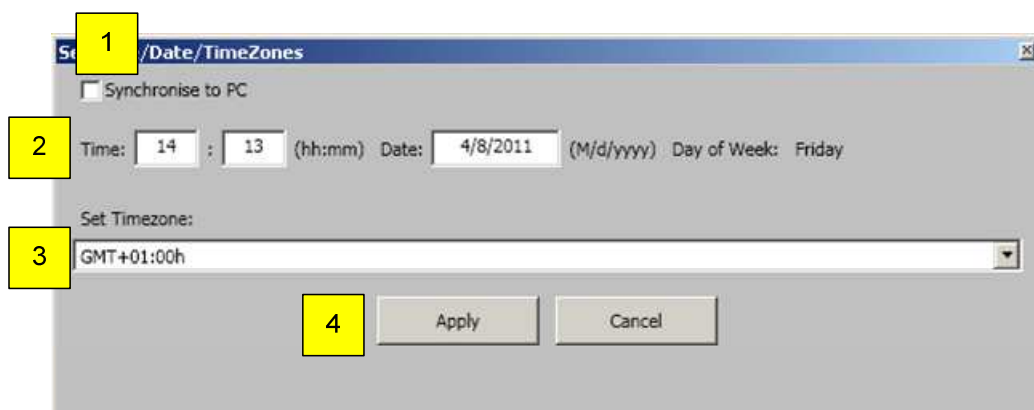 1
Se /Date/TimeZones
Synchronise to PC
2
Time: 14 : 13 (hh:mm) Date: 4/8/2011 (M/d/yyyy) Day of Week: Friday
Set Timezone:
3
GMT+01:00h
4 Apply Cancel